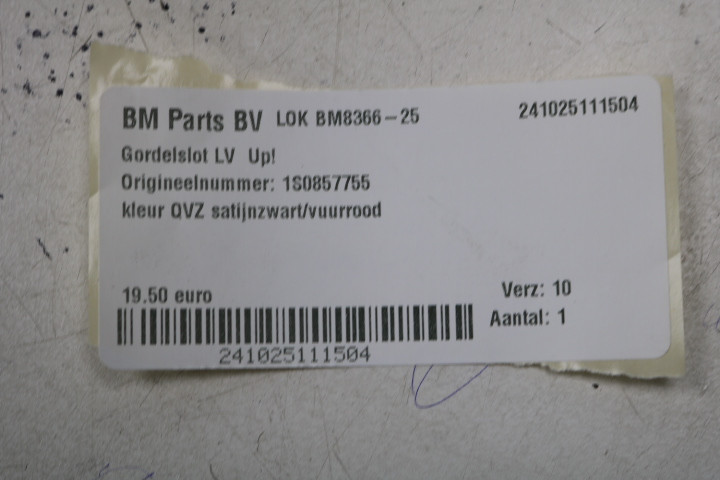 BM Parts BV LOK BM8366-25 241025111504
Gordelslot LV Up!
Origineelnummer: 1S0857755
kleur QVZ satijnzwart/vuurrood
19.50 euro Verz: 10
Aantal: 1
241025111504